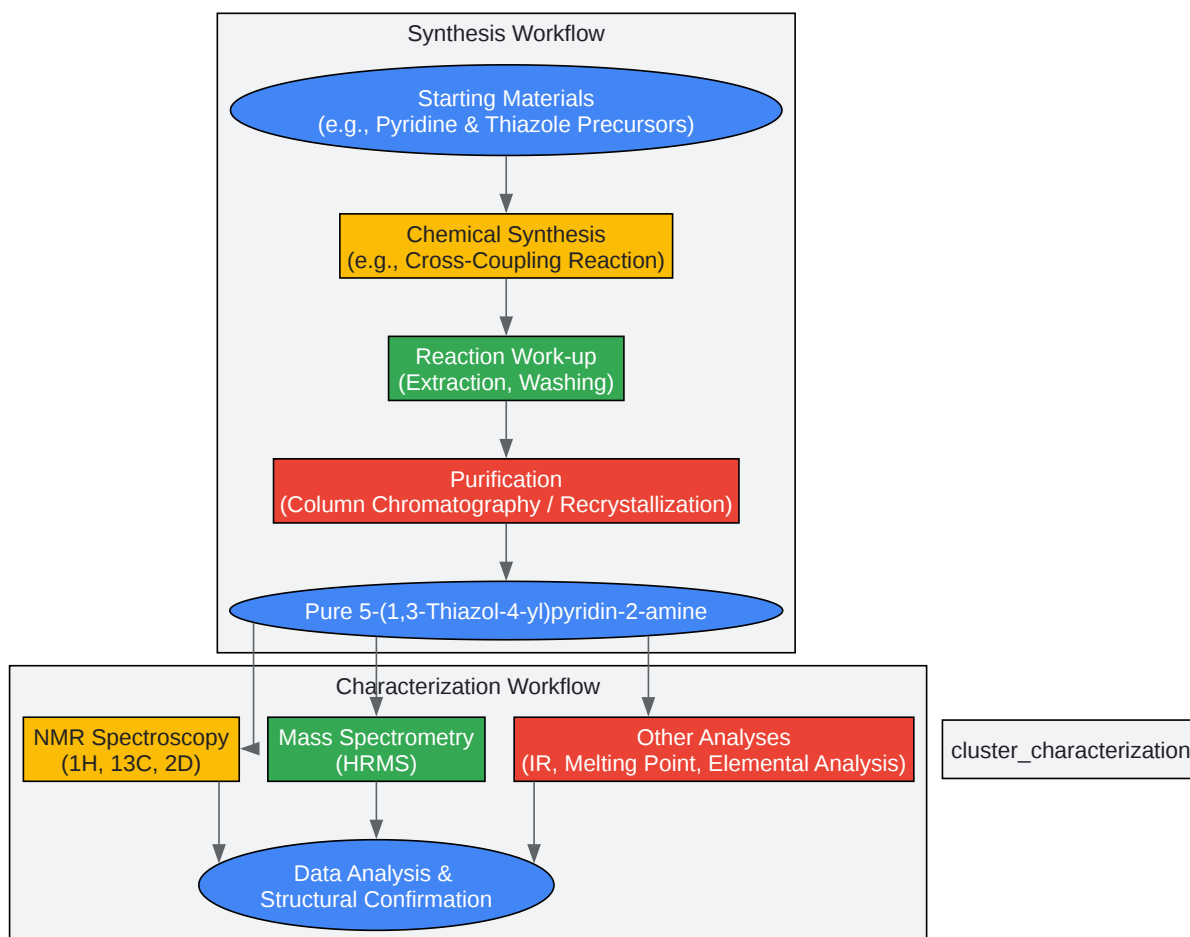 Synthesis Workflow
Starting Materials
(e.g., Pyridine & Thiazole Precursors)
Chemical Synthesis
(e.g., Cross-Coupling Reaction)
Reaction Work-up
(Extraction, Washing)
Purification
(Column Chromatography / Recrystallization)
Pure 5-(1,3-Thiazol-4-yl)pyridin-2-amine
Characterization Workflow
NMR Spectroscopy
(1H, 13C, 2D)
Mass Spectrometry
(HRMS)
Other Analyses
(IR, Melting Point, Elemental Analysis)
cluster_characterization
Data Analysis &
Structural Confirmation